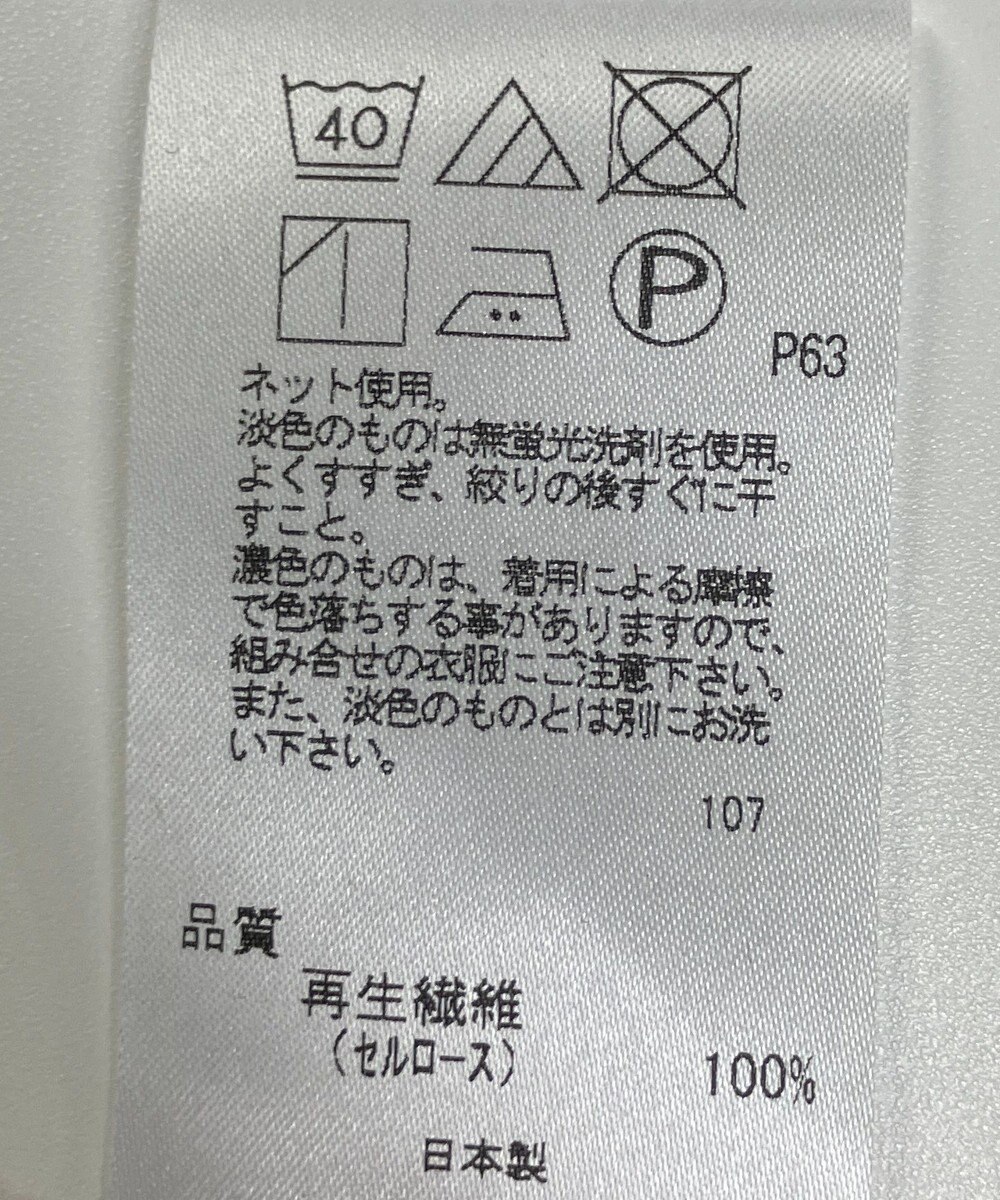 40
P
P63
ネット使用。
淡色のものは無蛍光洗剤を使用。
よくすすぎ、絞りの後すぐに干
すこと。
濃色のものは、着用による摩擦
で色落ちする事がありますので、
組み合せの衣服にご注意下さい。
また、淡色のものとは別にお洗
い下さい。
107
品質
再生繊維
(セルロース)
100%
日本製